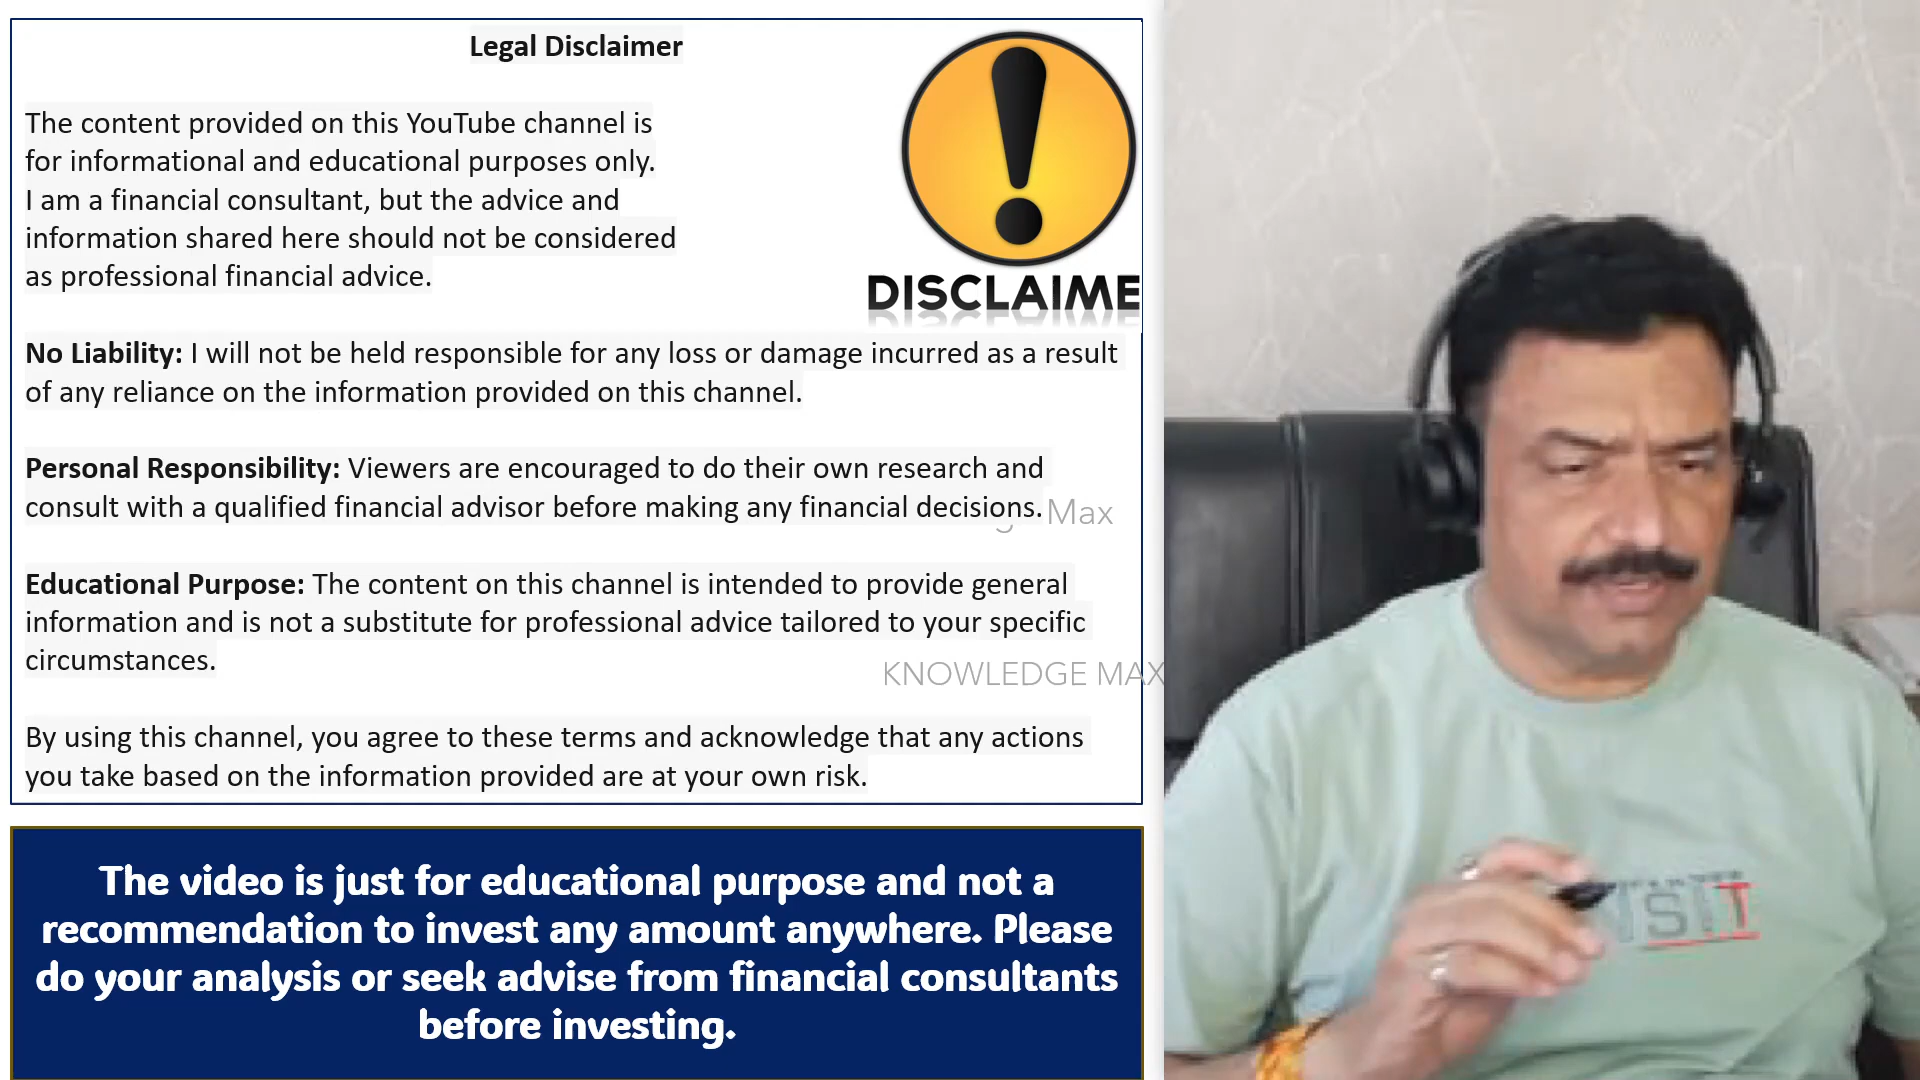 Legal Disclaimer
The content provided on this YouTube channel is
for informational and educational purposes only.
I am a financial consultant, but the advice and
information shared here should not be considered
as professional financial advice.
DISCLAIME
No Liability: I will not be held responsible for any loss or damage incurred as a result
of any reliance on the information provided on this channel.
Personal Responsibility: Viewers are encouraged to do their own research and
consult with a qualified financial advisor before making any financial decisions.
Max
Educational Purpose: The content on this channel is intended to provide general
information and is not a substitute for professional advice tailored to your specific
circumstances.
KNOWLEDGE MAX
By using this channel, you agree to these terms and acknowledge that any actions
you take based on the information provided are at your own risk.
The video is just for educational purpose and not a
recommendation to invest any amount anywhere. Please
do your analysis or seek advise from financial consultants
before investing.